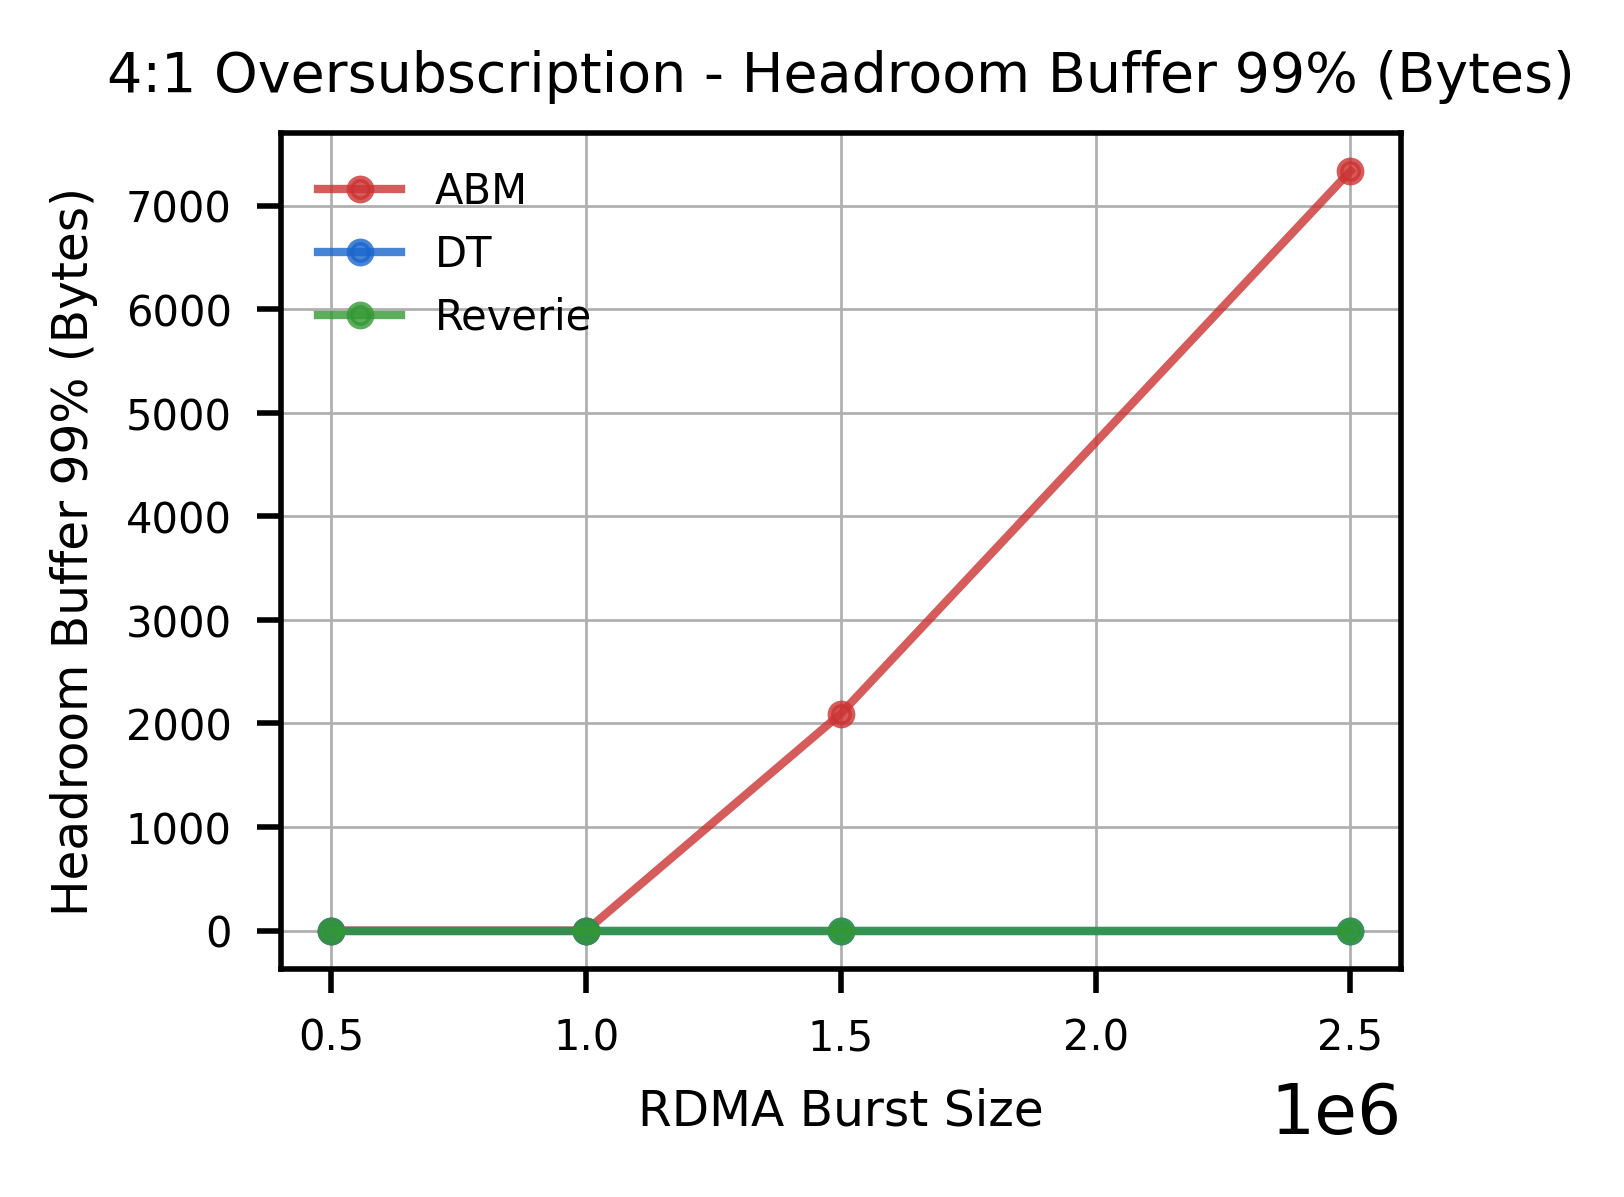 4:1 Oversubscription - Headroom Buffer 99% (Bytes)
Headroom Buffer 99% (Bytes)
7000
6000
5000
4000
3000
2000
1000
0
ABM
DT
Reverie
0.5 1.0 1.5 2.0 2.5
RDMA Burst Size
1e6